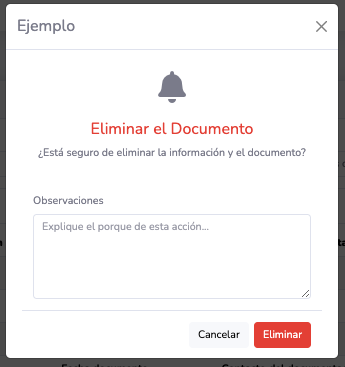 Ejemplo
Eliminar el Documento
¿Está seguro de eliminar la información y el documento?
Observaciones
Explique el porque de esta acción...
Cancelar
Eliminar